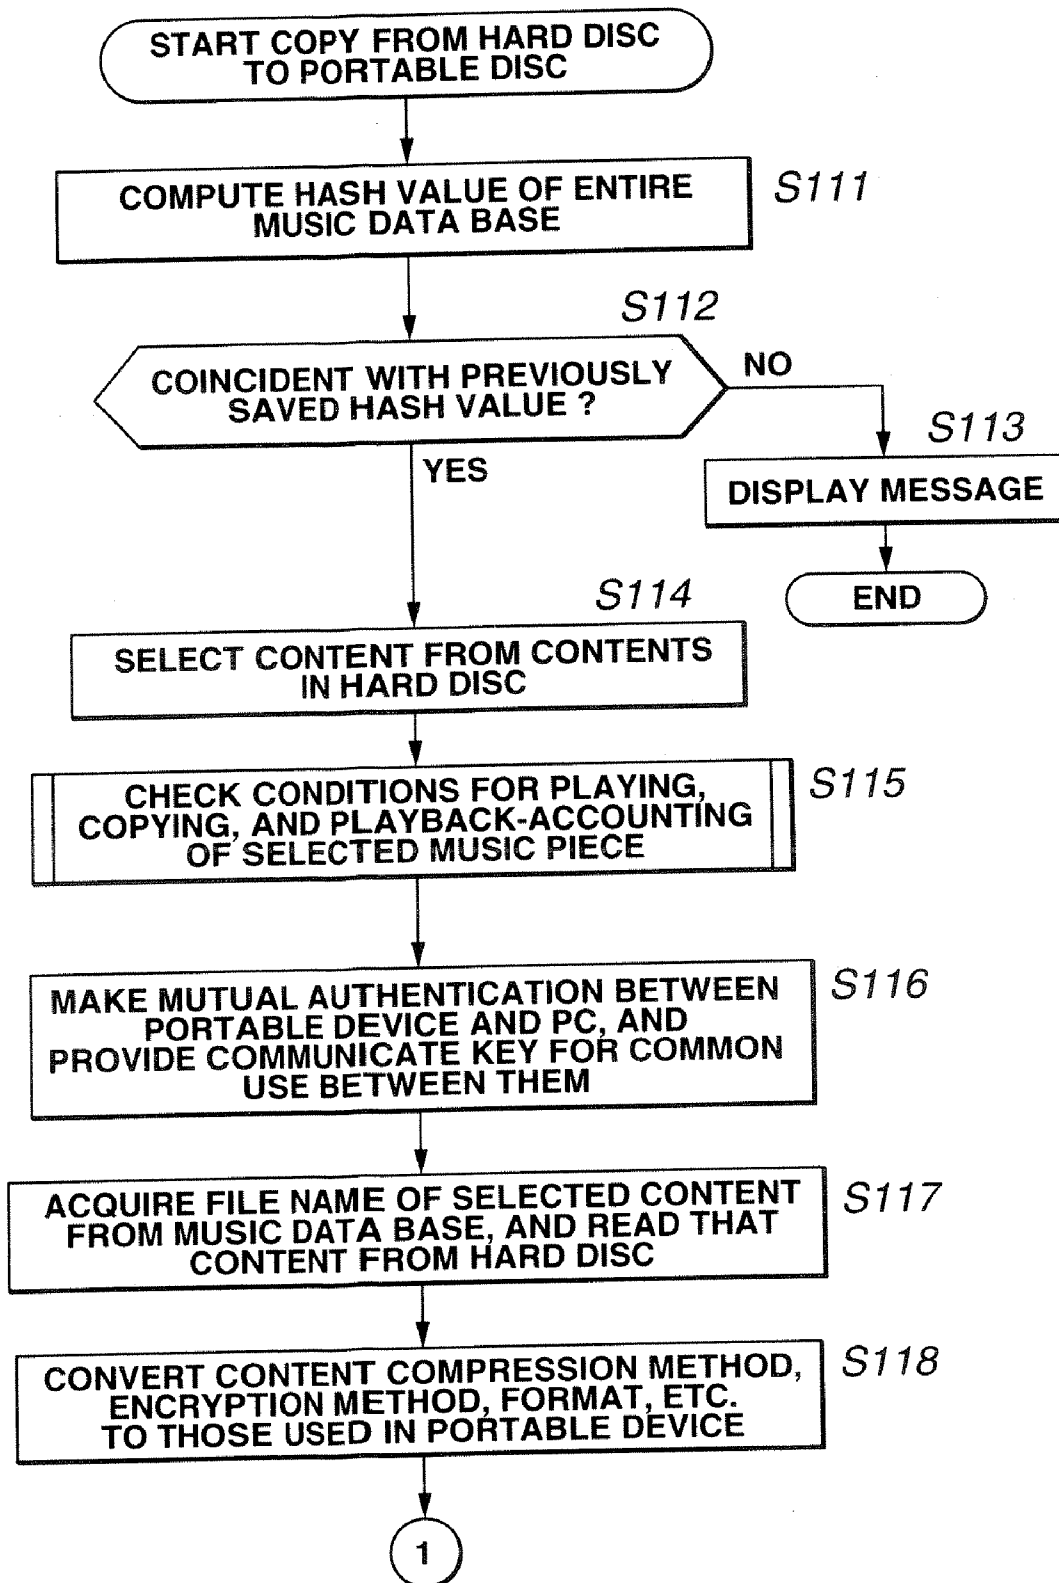 START COPY FROM HARD DISC
TO PORTABLE DISC
COMPUTE HASH VALUE OF ENTIRE
MUSIC DATA BASE
S111
S112
COINCIDENT WITH PREVIOUSLY
SAVED HASH VALUE ?
NO
YES
S113
DISPLAY MESSAGE
END
S114
SELECT CONTENT FROM CONTENTS
IN HARD DISC
CHECK CONDITIONS FOR PLAYING,
COPYING, AND PLAYBACK-ACCOUNTING
OF SELECTED MUSIC PIECE
S115
MAKE MUTUAL AUTHENTICATION BETWEEN
PORTABLE DEVICE AND PC, AND
PROVIDE COMMUNICATE KEY FOR COMMON
USE BETWEEN THEM
S116
ACQUIRE FILE NAME OF SELECTED CONTENT
FROM MUSIC DATA BASE, AND READ THAT
CONTENT FROM HARD DISC
S117
CONVERT CONTENT COMPRESSION METHOD,
ENCRYPTION METHOD, FORMAT, ETC.
TO THOSE USED IN PORTABLE DEVICE
S118
1